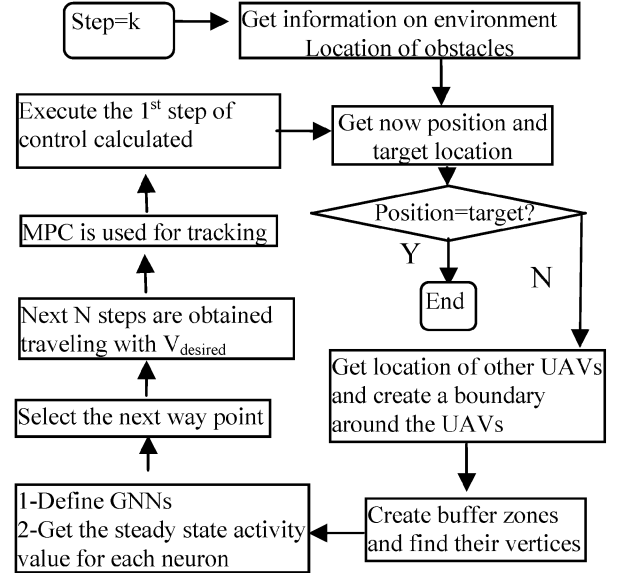 Step=k
Get information on environment
Location of obstacles
Execute the 1st step of
control calculated
Get now position and
target location
Position=target?
MPC is used for tracking
Y
N
End
Next N steps are obtained
traveling with Vdesired
Get location of other UAVs
and create a boundary
around the UAVs
Select the next way point
1-Define GNNs
2-Get the steady state activity
value for each neuron
Create buffer zones
and find their vertices